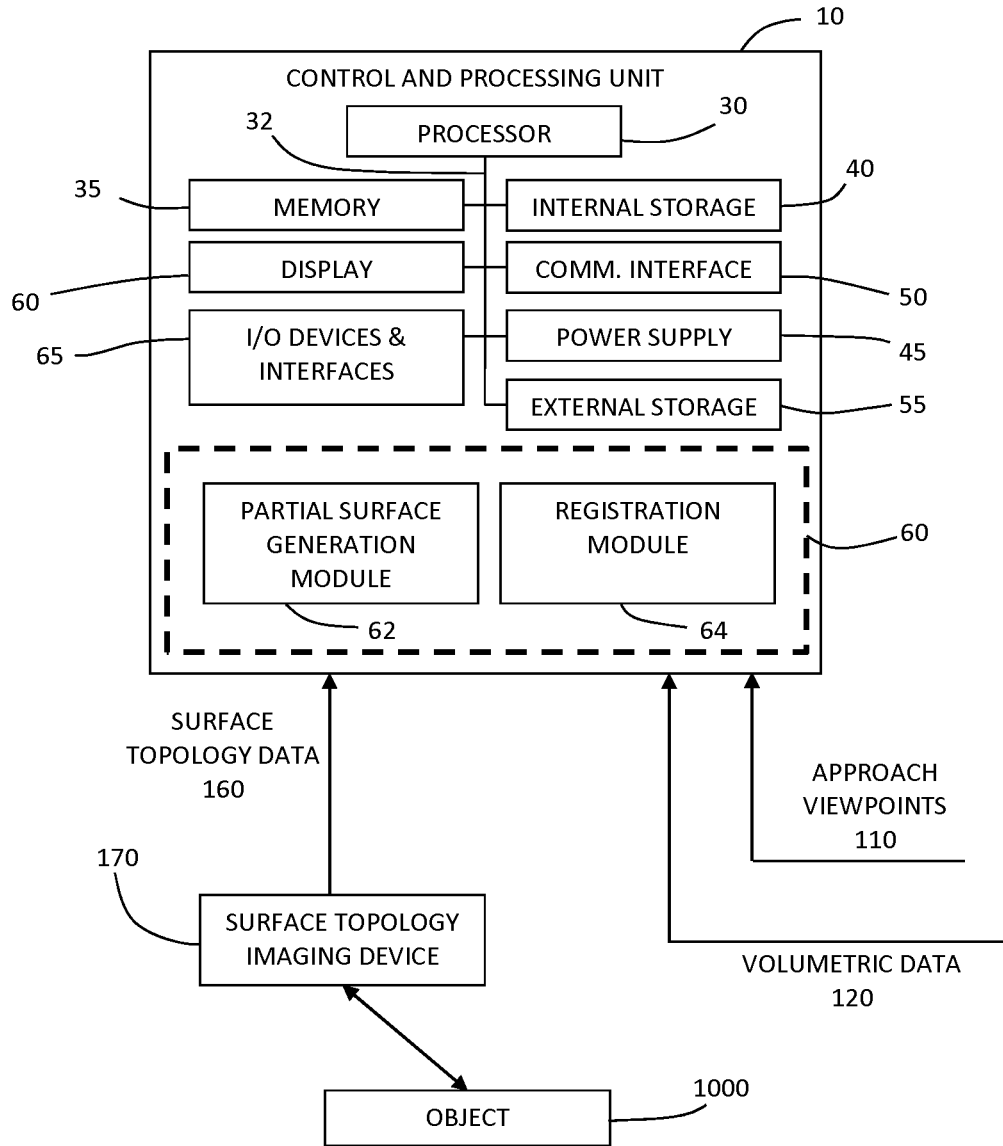 10
CONTROL AND PROCESSING UNIT
32
PROCESSOR
30
35
MEMORY
INTERNAL STORAGE
40
60
DISPLAY
COMM. INTERFACE
50
65
I/O DEVICES &
INTERFACES
POWER SUPPLY
45
EXTERNAL STORAGE
55
PARTIAL SURFACE
GENERATION
MODULE
62
REGISTRATION
MODULE
64
60
SURFACE
TOPOLOGY DATA
160
APPROACH
VIEWPOINTS
110
170
SURFACE TOPOLOGY
IMAGING DEVICE
VOLUMETRIC DATA
120
OBJECT
1000